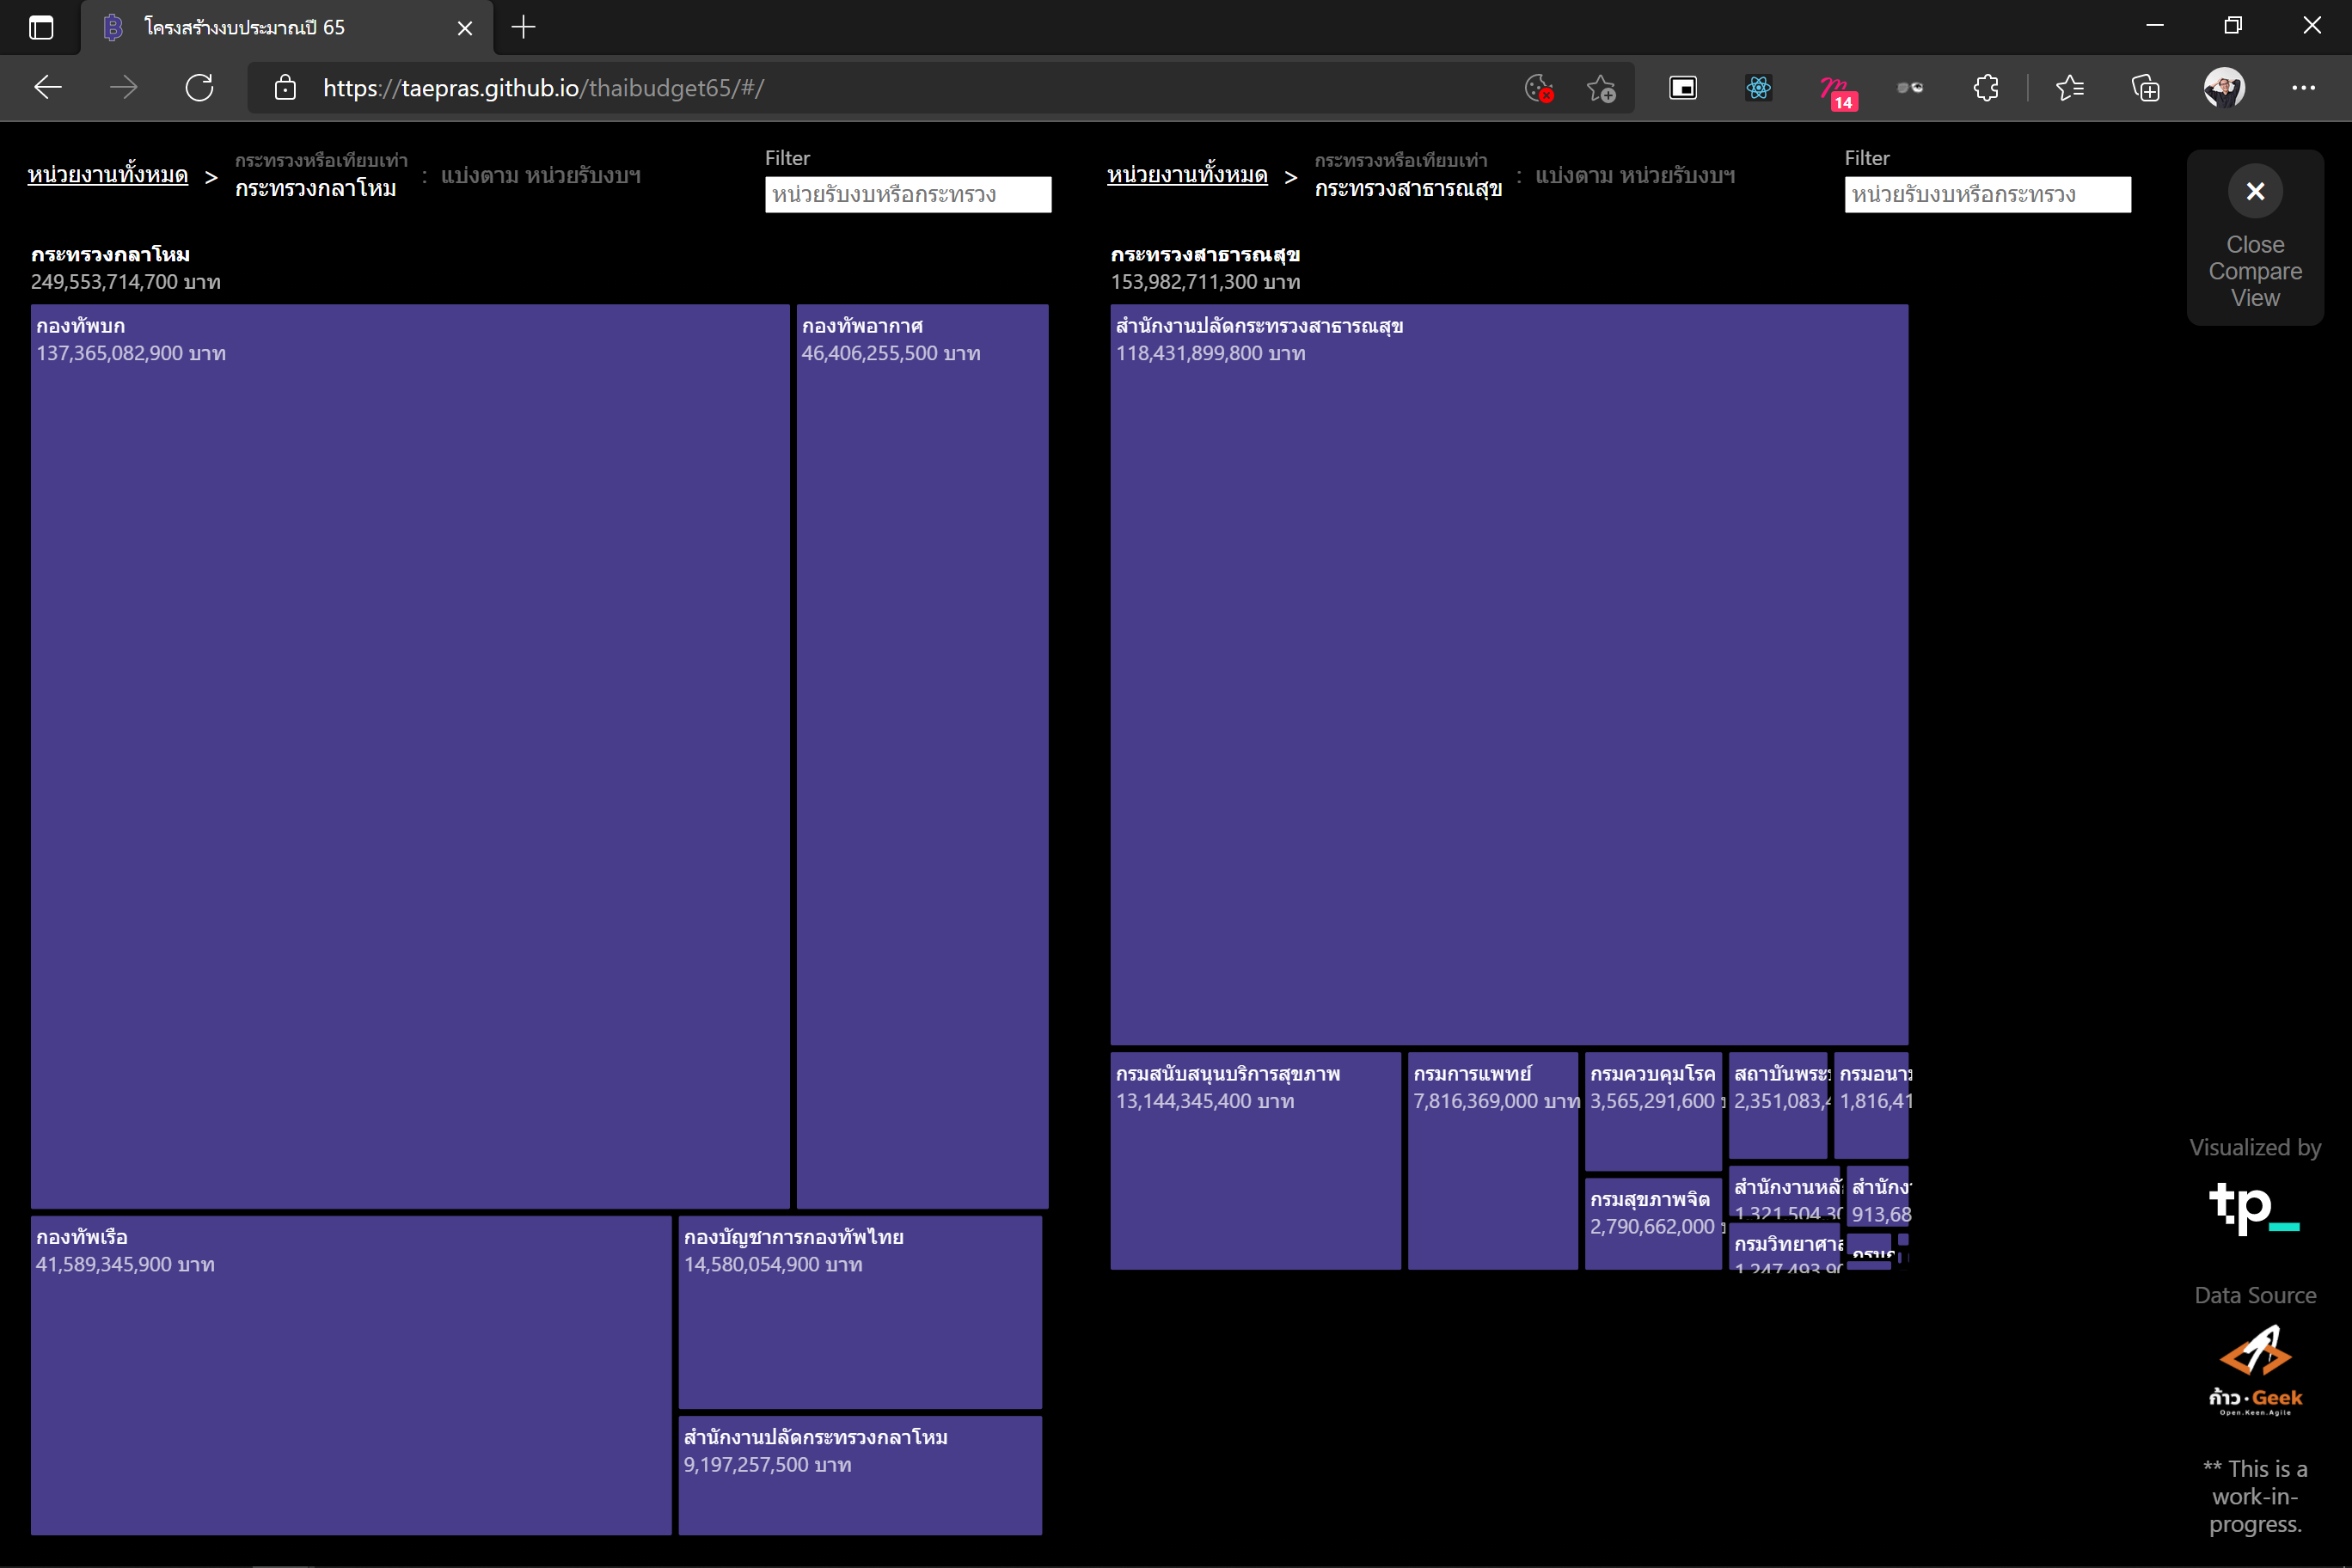 โครงสร้างงบประมาณปี 65
https://taepras.github.io/thaibudget65/#/
14
หน่วยงานทั้งหมด > กระทรวงหรือเทียบเท่า
กระทรวงกลาโหม : แบ่งตาม หน่วยรับงบฯ
Filter
หน่วยรับงบหรือกระทรวง
กระทรวงกลาโหม
249,553,714,700 บาท
กองทัพบก
137,365,082,900 บาท
กองทัพอากาศ
46,406,255,500 บาท
กองทัพเรือ
41,589,345,900 บาท
กองบัญชาการกองทัพไทย
14,580,054,900 บาท
สำนักงานปลัดกระทรวงกลาโหม
9,197,257,500 บาท
หน่วยงานทั้งหมด > กระทรวงหรือเทียบเท่า
กระทรวงสาธารณสุข : แบ่งตาม หน่วยรับงบฯ
Filter
หน่วยรับงบหรือกระทรวง
กระทรวงสาธารณสุข
153,982,711,300 บาท
สำนักงานปลัดกระทรวงสาธารณสุข
118,431,899,800 บาท
กรมสนับสนุนบริการสุขภาพ
13,144,345,400 บาท
กรมการแพทย์
7,816,369,000 บาท
กรมควบคุมโรค
3,565,291,600
กรมสุขภาพจิต
2,790,662,000
สถาบันพระ
2,351,083,4
กรมอนา
1,816,41
สำนักงานหลั
1,321,504,30
สำนักง
913,68
กรมวิทยาศา
1,247,493,90
Close
Compare
View
Visualized by
tp_
Data Source
ก้าว·Geek
Open.Keen.Agile
** This is a
work-in-
progress.